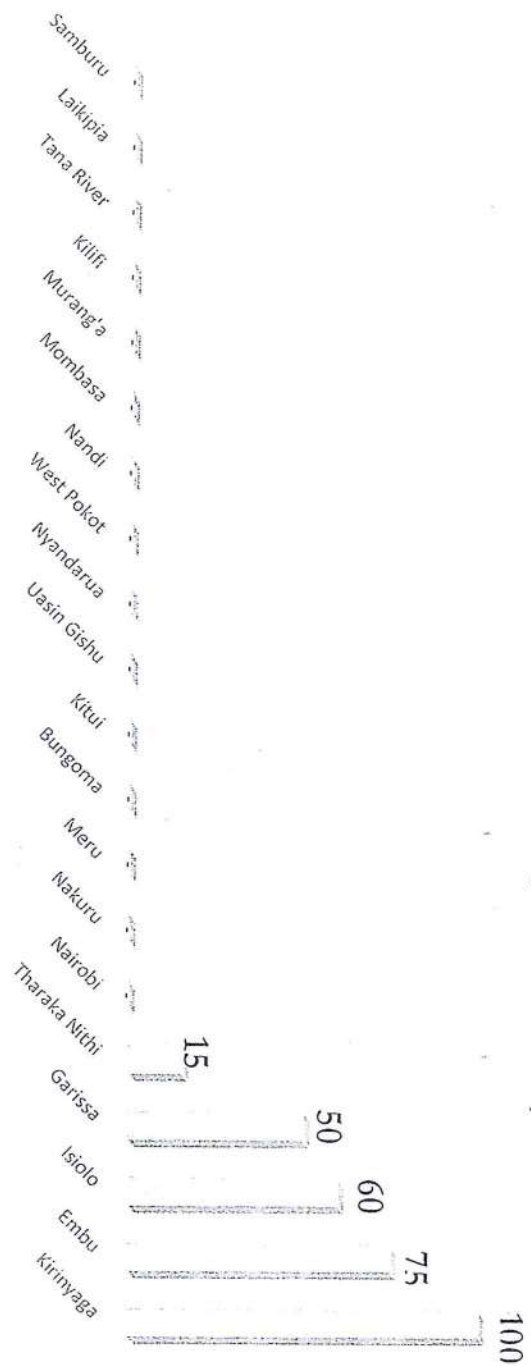 15
50
60
75
100
Samburu
Laikipia
Tana River
Kilifi
Murang'a
Mombasa
Nandi
West Pokot
Nyandarua
Uasin Gishu
Kitui
Bungoma
Meru
Nakuru
Nairobi
Tharaka Nithi
Garissa
Isiolo
Embu
Kirinyaga